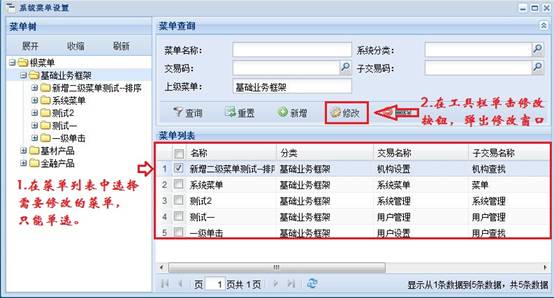 系统菜单设置
菜单树
展开 收缩 刷新
根菜单
基础业务框架
新增二级菜单测试--排序
系统菜单
测试2
测试一
一级单击
基材产品
金融产品
1.在菜单列表中选择
需要修改的菜单，
只能单选。
菜单查询
菜单名称: 系统分类:
交易码: 子交易码:
上级菜单: 基础业务框架
查询 重置 新增 修改
2.在工具栏单击修改
按钮，弹出修改窗口
菜单列表
名称 分类 交易名称 子交易名称
1 新增二级菜单测试--排序 基础业务框架 机构设置 机构查找
2 系统菜单 基础业务框架 菜单 菜单
3 测试2 基础业务框架 系统管理 系统管理
4 测试一 基础业务框架 用户管理 用户管理
5 一级单击 基础业务框架 用户设置 用户查找
页 1 页共 1 页 显示从1条数据到5条数据，共5条数据